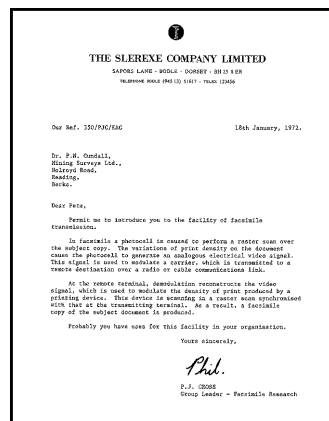 THE SLEREXE COMPANY LIMITED
SAPORS LANE - BOOLE - DORSET - BH 25 8 ER
TELEPHONE BOOLE (945 13) 51617 - TELEX 123456
Our Ref. 350/PJC/EAC
18th January, 1972.
Dr. P.N. Cundall,
Mining Surveys Ltd.,
Holroyd Road,
Reading,
Berks.
Dear Pete,
Permit me to introduce you to the facility of facsimile
transmission.
In facsimile a photocell is caused to perform a raster scan over
the subject copy. The variations of print density on the document
cause the photocell to generate an analogous electrical video signal.
This signal is used to modulate a carrier, which is transmitted to a
remote destination over a radio or cable communications link.
At the remote terminal, demodulation reconstructs the video
signal, which is used to modulate the density of print produced by a
printing device. This device is scanning in a raster scan synchronised
with that at the transmitting terminal. As a result, a facsimile
copy of the subject document is produced.
Probably you have uses for this facility in your organisation.
Yours sincerely,
Phil.
P.J. CROSS
Group Leader - Facsimile Research